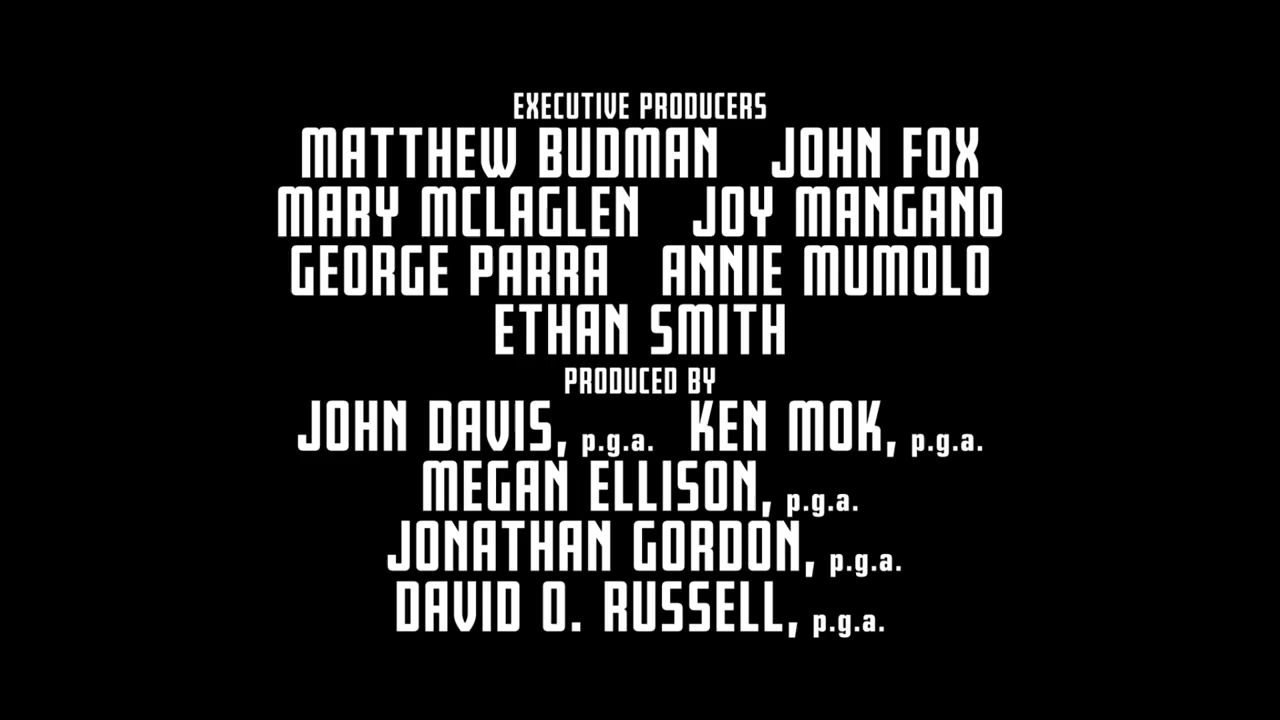 EXECUTIVE PRODUCERS
MATTHEW BUDMAN JOHN FOX
MARY MCLAGLEN JOY MANGANO
GEORGE PARRA ANNIE MUMOLO
ETHAN SMITH
PRODUCED BY
JOHN DAVIS, p.g.a. KEN MOK, p.g.a.
MEGAN ELLISON, p.g.a.
JONATHAN GORDON, p.g.a.
DAVID O. RUSSELL, p.g.a.